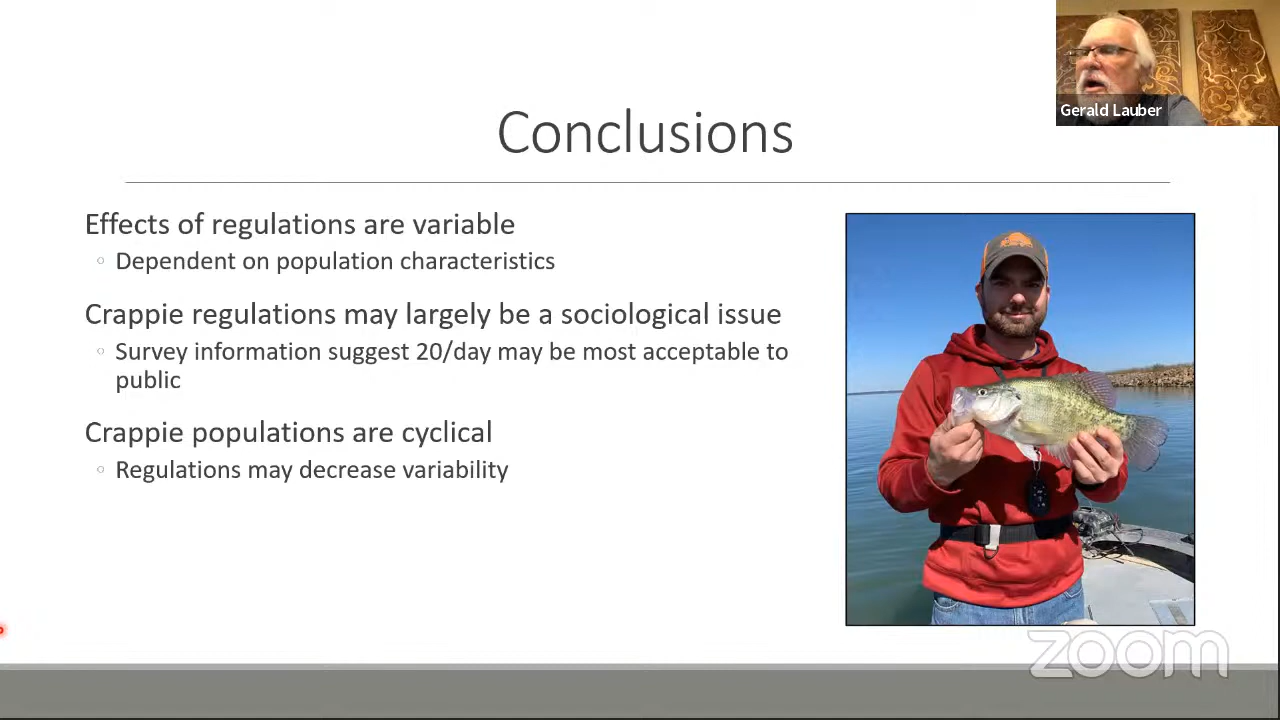 Gerald Lauber
Conclusions
Effects of regulations are variable
Dependent on population characteristics
Crappie regulations may largely be a sociological issue
Survey information suggest 20/day may be most acceptable to
public
Crappie populations are cyclical
Regulations may decrease variability
zoom